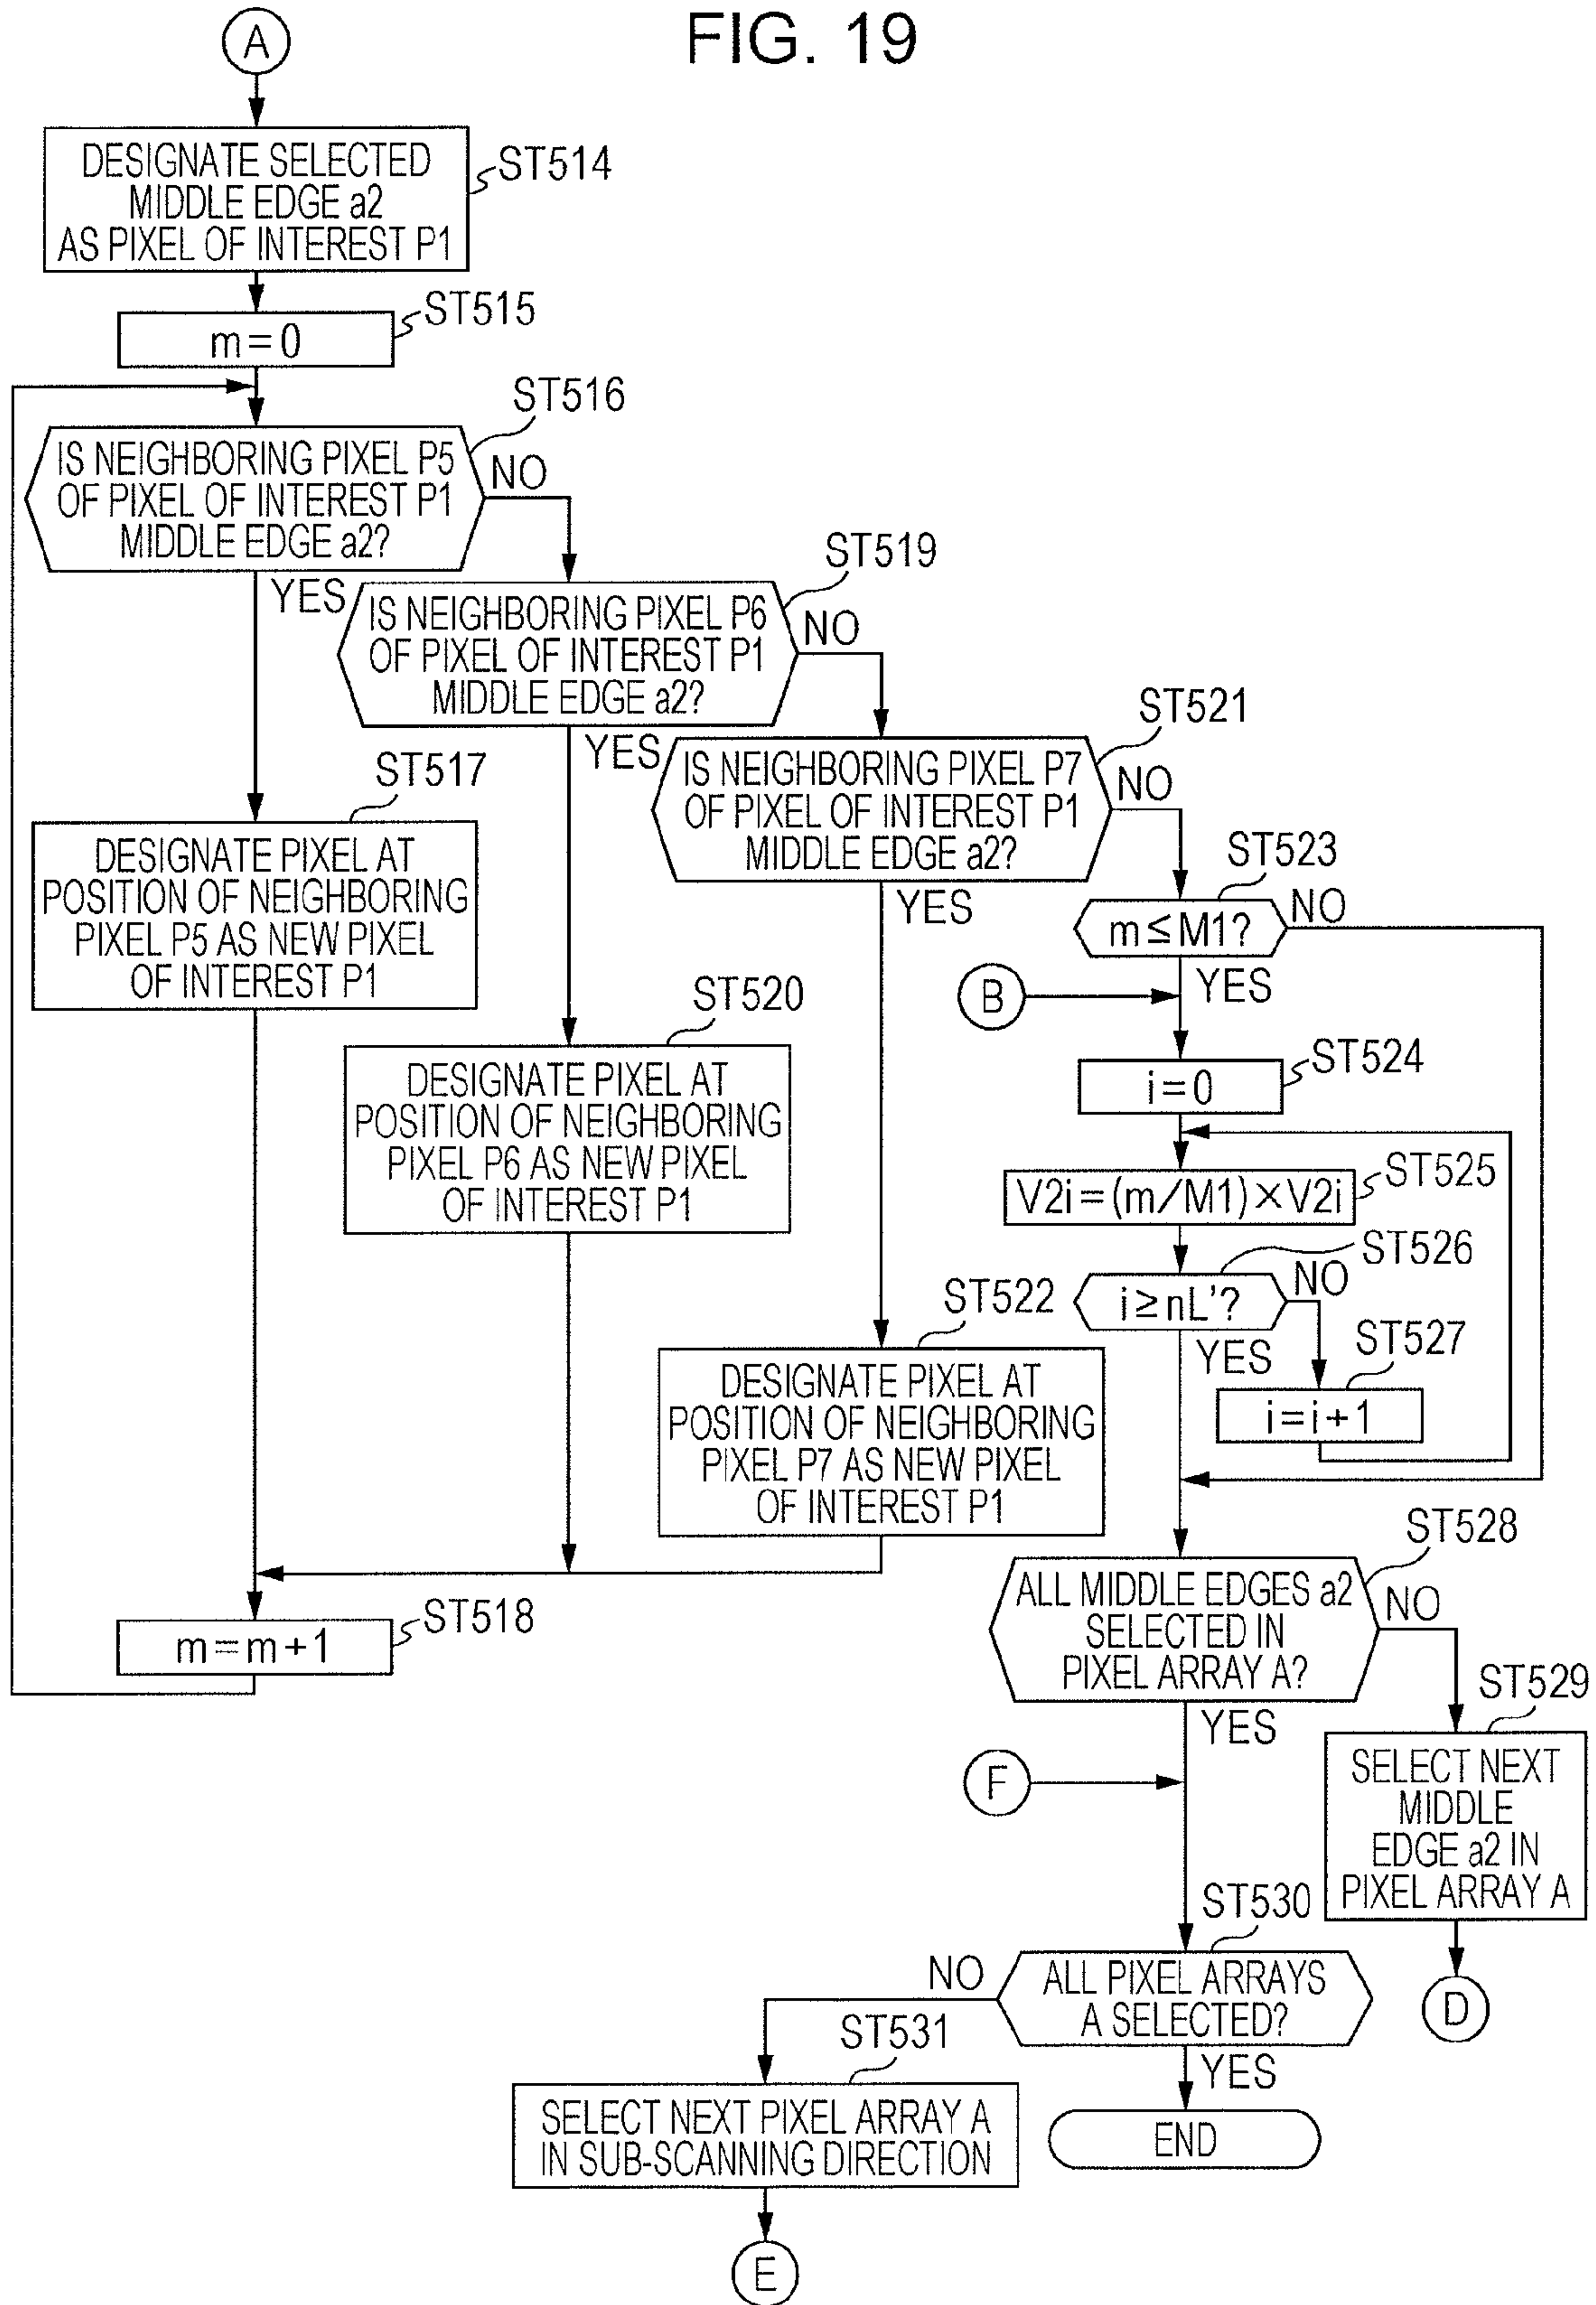 FIG. 19
A
DESIGNATE SELECTED
MIDDLE EDGE a2
AS PIXEL OF INTEREST P1
ST514
m=0
ST515
IS NEIGHBORING PIXEL P5
OF PIXEL OF INTEREST P1
MIDDLE EDGE a2?
ST516
NO
YES
IS NEIGHBORING PIXEL P6
OF PIXEL OF INTEREST P1
MIDDLE EDGE a2?
ST519
NO
YES
IS NEIGHBORING PIXEL P7
OF PIXEL OF INTEREST P1
MIDDLE EDGE a2?
ST521
NO
YES
ST517
DESIGNATE PIXEL AT
POSITION OF NEIGHBORING
PIXEL P5 AS NEW PIXEL
OF INTEREST P1
ST520
DESIGNATE PIXEL AT
POSITION OF NEIGHBORING
PIXEL P6 AS NEW PIXEL
OF INTEREST P1
ST522
DESIGNATE PIXEL AT
POSITION OF NEIGHBORING
PIXEL P7 AS NEW PIXEL
OF INTEREST P1
m=m+1
ST518
ST523
m≤M1?
NO
YES
B
ST524
i=0
V2i=(m/M1)×V2i
ST525
ST526
i≥nL'?
NO
YES
ST527
i=i+1
ST528
ALL MIDDLE EDGES a2
SELECTED IN
PIXEL ARRAY A?
NO
YES
ST529
SELECT NEXT
MIDDLE
EDGE a2 IN
PIXEL ARRAY A
D
F
ST530
ALL PIXEL ARRAYS
A SELECTED?
NO
YES
ST531
SELECT NEXT PIXEL ARRAY A
IN SUB-SCANNING DIRECTION
END
E